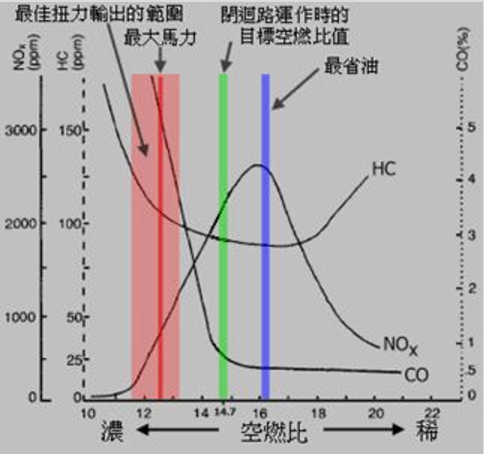 最佳扭力輸出的範圍
最大馬力
閉迴路運作時的
目標空燃比值
最省油
NOx
(ppm)
HC
(ppm)
CO(%)
3000
2000
1000
0
150
100
50
25
0
5
4
3
2
1
.5
0
HC
NOX
CO
10 12 14 14.7 16 18 20 22
濃 空燃比 稀